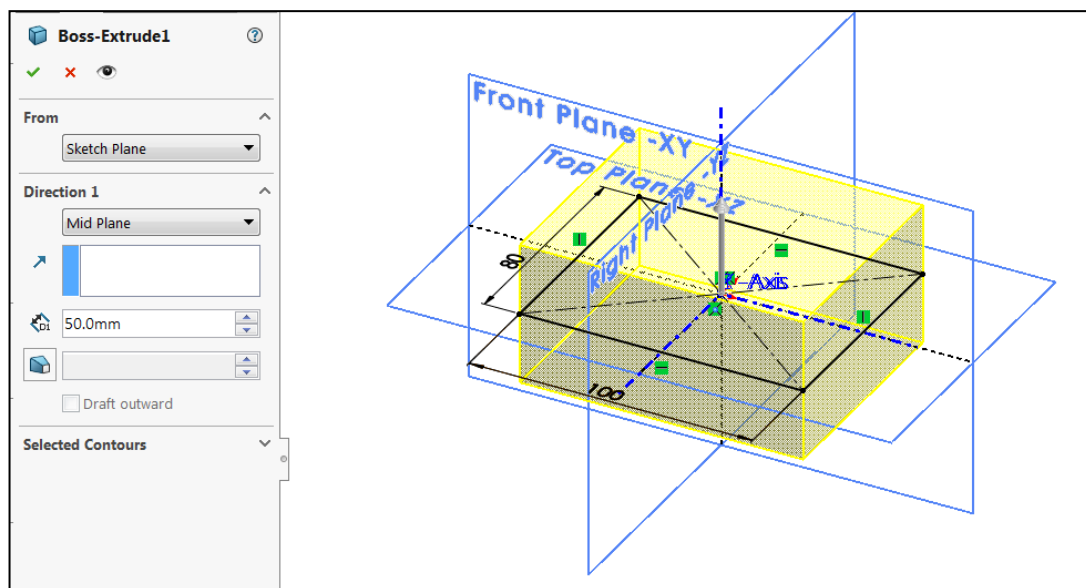 Boss-Extrude1
From
Sketch Plane
Direction 1
Mid Plane
D1
50.0mm
Draft outward
Selected Contours
Front Plane -XY
Top Plane -XZ
Right Plane -YZ
80
-Axis
100